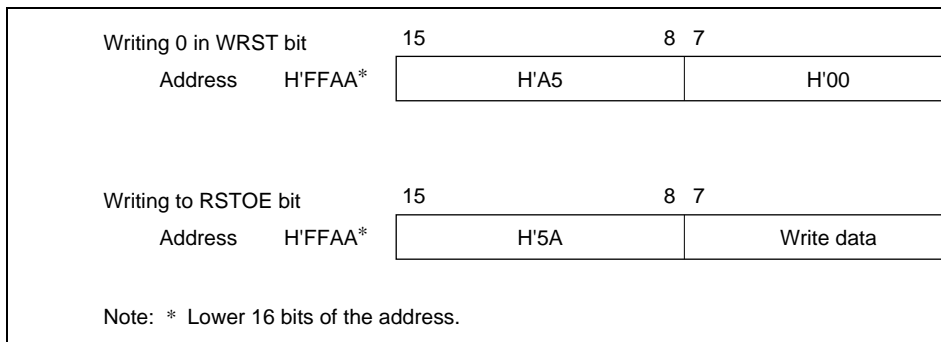 Writing 0 in WRST bit 15 8 7
Address H'FFAA* H'A5 H'00
Writing to RSTOE bit 15 8 7
Address H'FFAA* H'5A Write data
Note: * Lower 16 bits of the address.